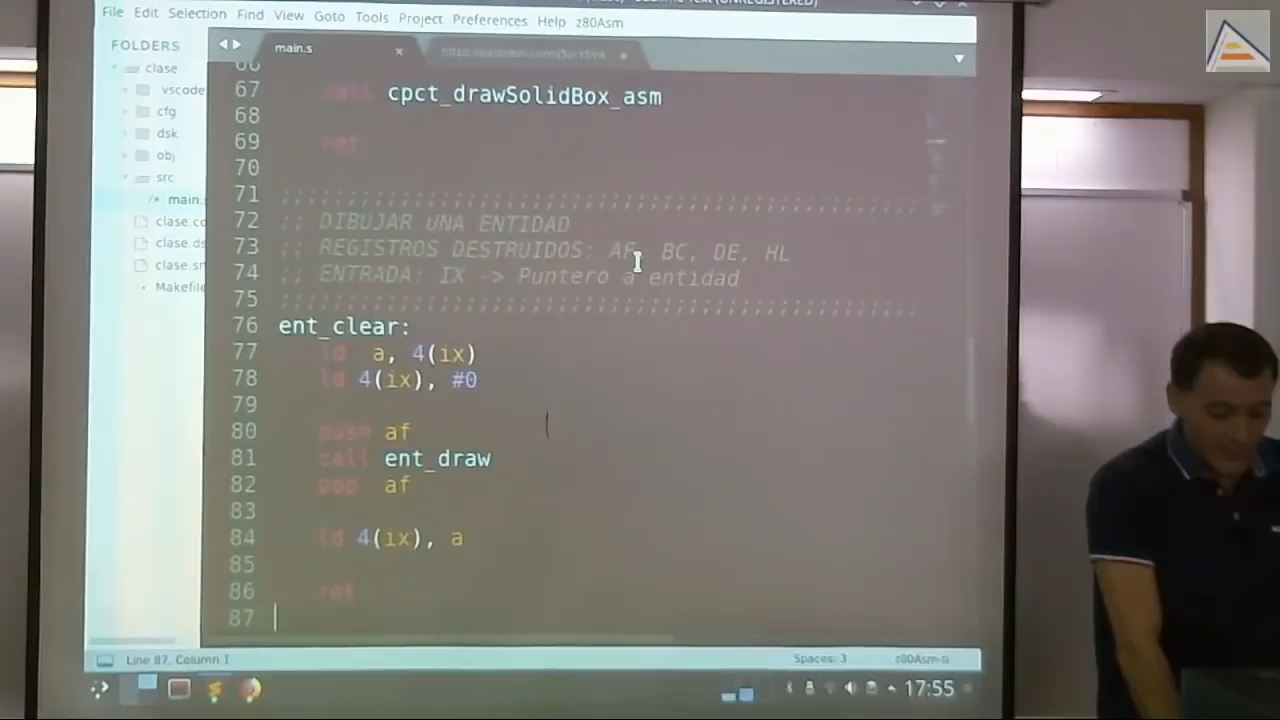 File Edit Selection Find View Goto Tools Project Preferences Help z80Asm
FOLDERS
clase
vscode
cfg
dsk
obj
src
main.
clase.
clase.ds
Makefile
main.s
66
67 call cpct_drawSolidBox_asm
68
69 ret
70
71 ;;;;;;;;;;;;;;;;;;;;;;;;;;;;;;;;;;;;;;;;;;;;;;;;;
72 ;; DIBUJAR UNA ENTIDAD
73 ;; REGISTROS DESTRUIDOS: AF, BC, DE, HL
74 ;; ENTRADA: IX -> Puntero a entidad
75 ;;;;;;;;;;;;;;;;;;;;;;;;;;;;;;;;;;;;;;;;;;;;;;;;;
76 ent_clear:
77 ld a, 4(ix)
78 ld 4(ix), #0
79
80 push af
81 call ent_draw
82 pop af
83
84 ld 4(ix), a
85
86 ret
87
Line 87, Column 1
Spaces: 3
17:55